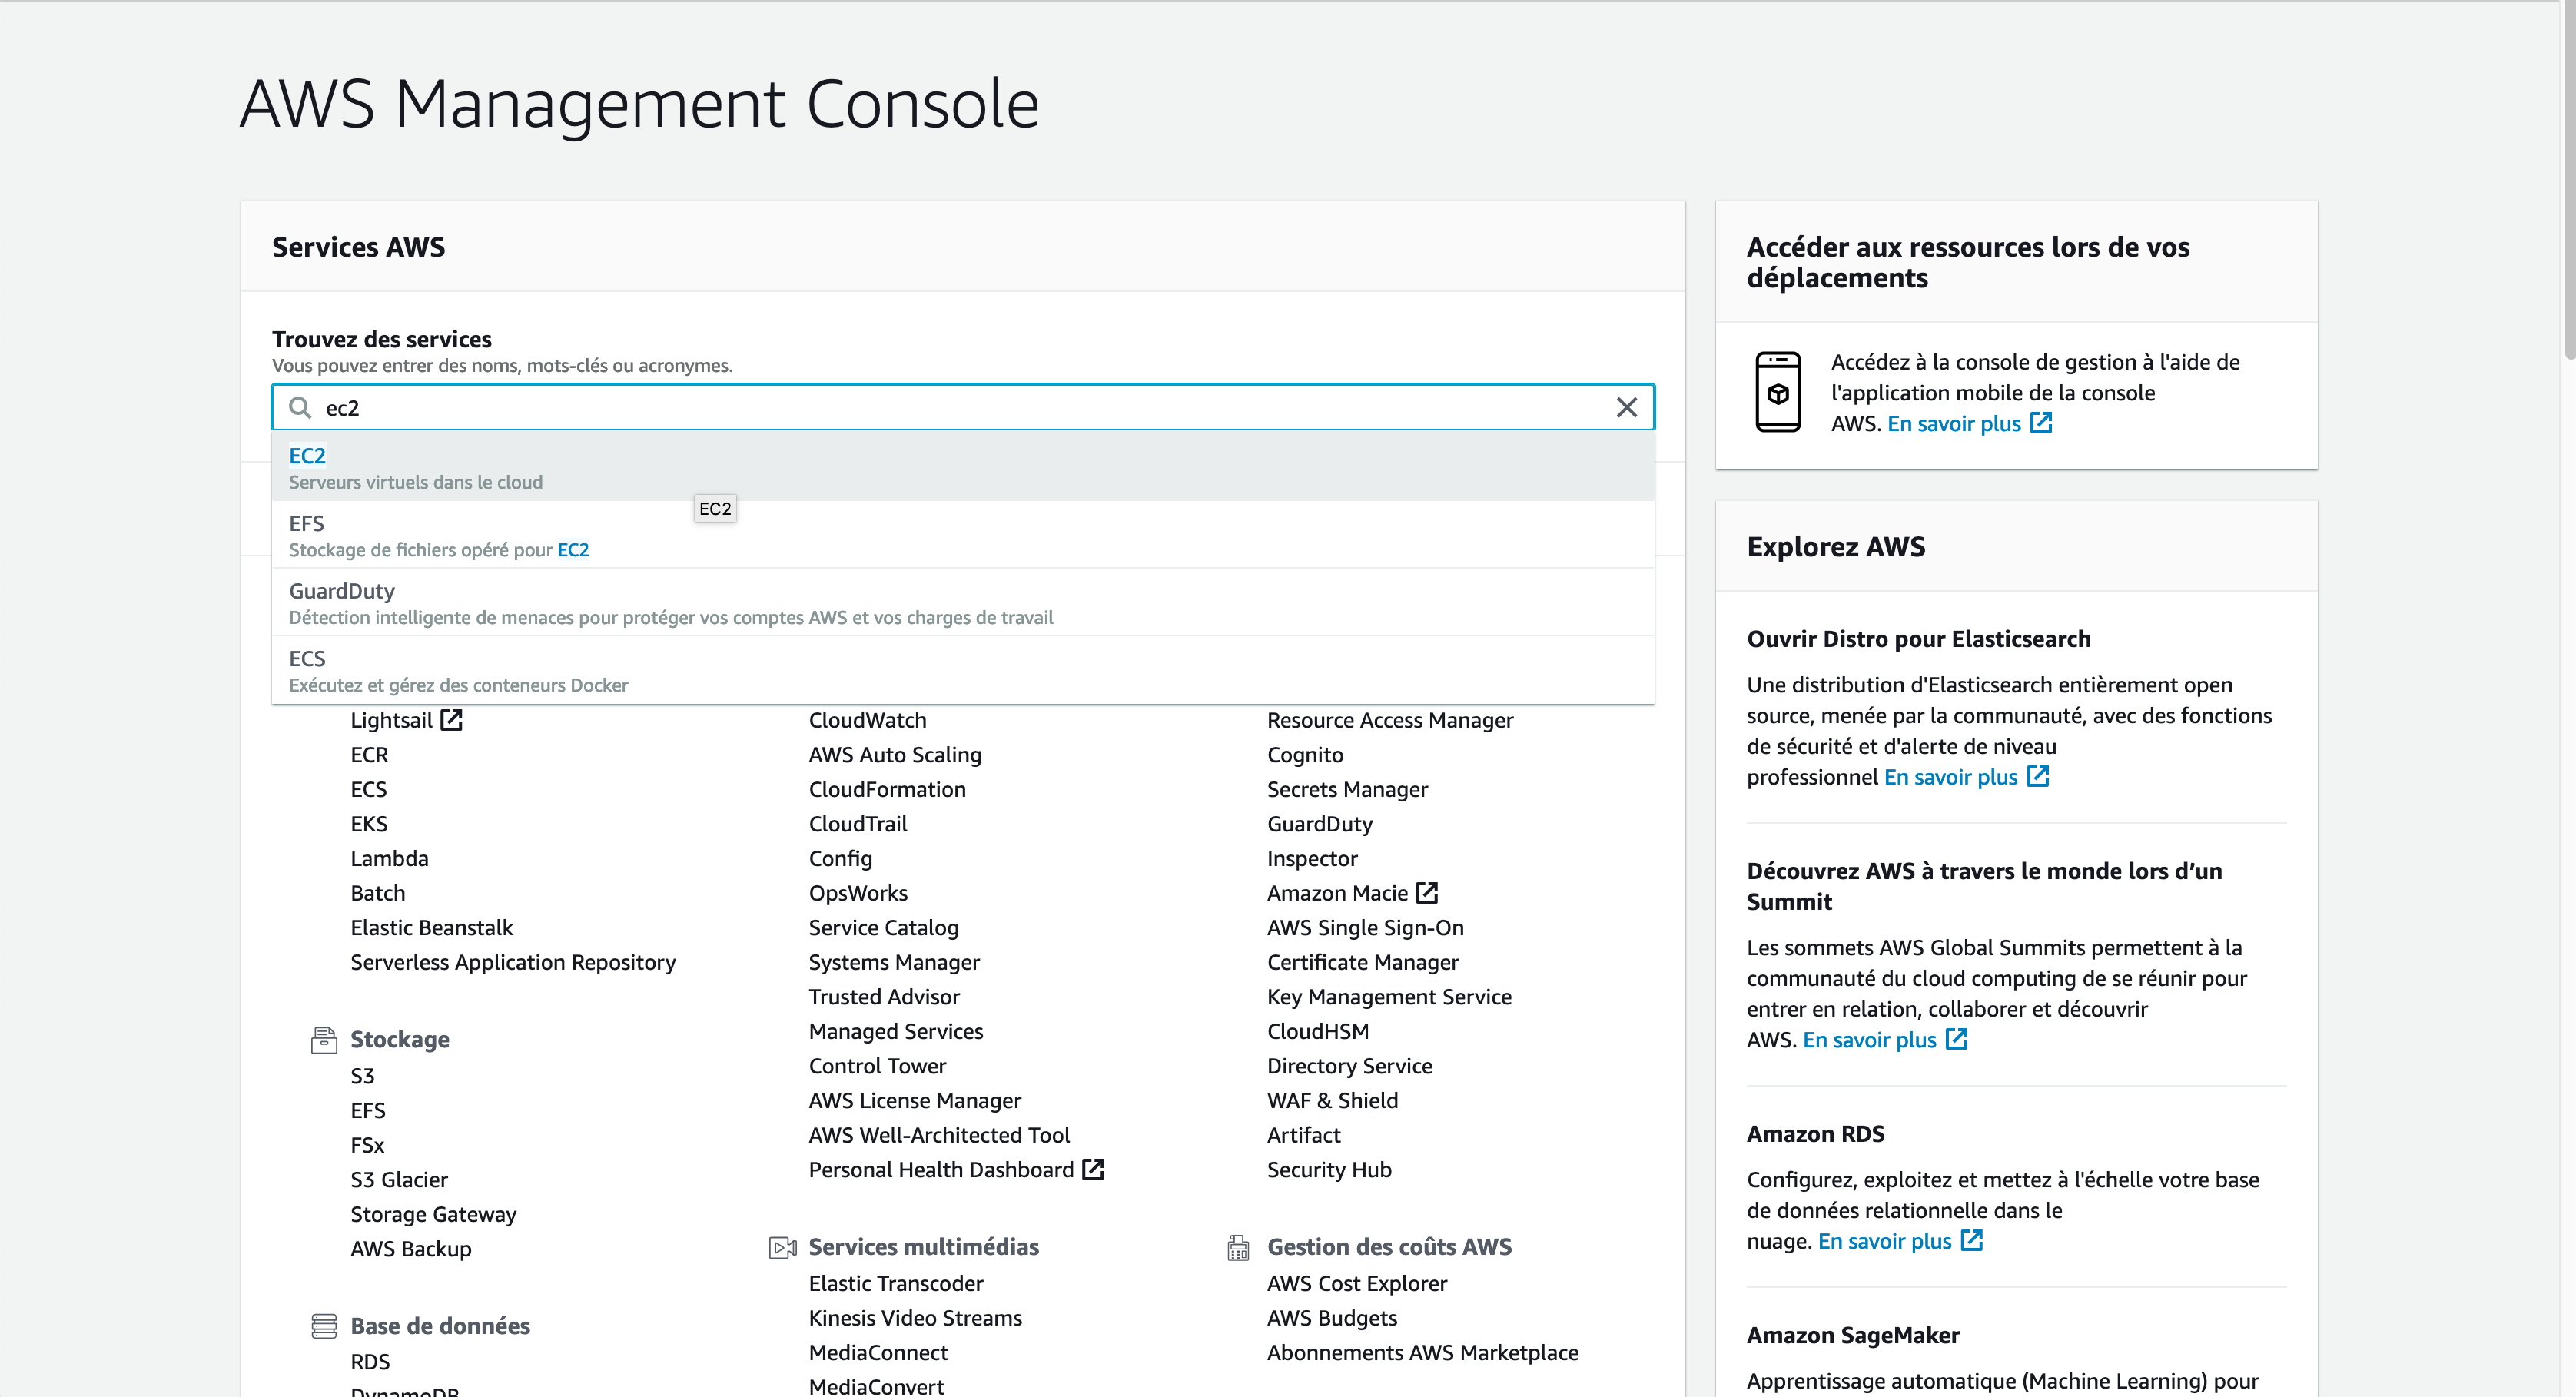 AWS Management Console
Services AWS
Trouvez des services
Vous pouvez entrer des noms, mots-clés ou acronymes.
ec2
EC2
Serveurs virtuels dans le cloud
EC2
EFS
Stockage de fichiers opéré pour EC2
GuardDuty
Détection intelligente de menaces pour protéger vos comptes AWS et vos charges de travail
ECS
Exécutez et gérez des conteneurs Docker
Lightsail
ECR
ECS
EKS
Lambda
Batch
Elastic Beanstalk
Serverless Application Repository
Stockage
S3
EFS
FSx
S3 Glacier
Storage Gateway
AWS Backup
Base de données
RDS
DynamoDB
CloudWatch
AWS Auto Scaling
CloudFormation
CloudTrail
Config
OpsWorks
Service Catalog
Systems Manager
Trusted Advisor
Managed Services
Control Tower
AWS License Manager
AWS Well-Architected Tool
Personal Health Dashboard
Services multimédias
Elastic Transcoder
Kinesis Video Streams
MediaConnect
MediaConvert
Resource Access Manager
Cognito
Secrets Manager
GuardDuty
Inspector
Amazon Macie
AWS Single Sign-On
Certificate Manager
Key Management Service
CloudHSM
Directory Service
WAF & Shield
Artifact
Security Hub
Gestion des coûts AWS
AWS Cost Explorer
AWS Budgets
Abonnements AWS Marketplace
Accéder aux ressources lors de vos
déplacements
Accédez à la console de gestion à l'aide de
l'application mobile de la console
AWS. En savoir plus
Explorez AWS
Ouvrir Distro pour Elasticsearch
Une distribution d'Elasticsearch entièrement open
source, menée par la communauté, avec des fonctions
de sécurité et d'alerte de niveau
professionnel En savoir plus
Découvrez AWS à travers le monde lors d’un
Summit
Les sommets AWS Global Summits permettent à la
communauté du cloud computing de se réunir pour
entrer en relation, collaborer et découvrir
AWS. En savoir plus
Amazon RDS
Configurez, exploitez et mettez à l'échelle votre base
de données relationnelle dans le
nuage. En savoir plus
Amazon SageMaker
Apprentissage automatique (Machine Learning) pour